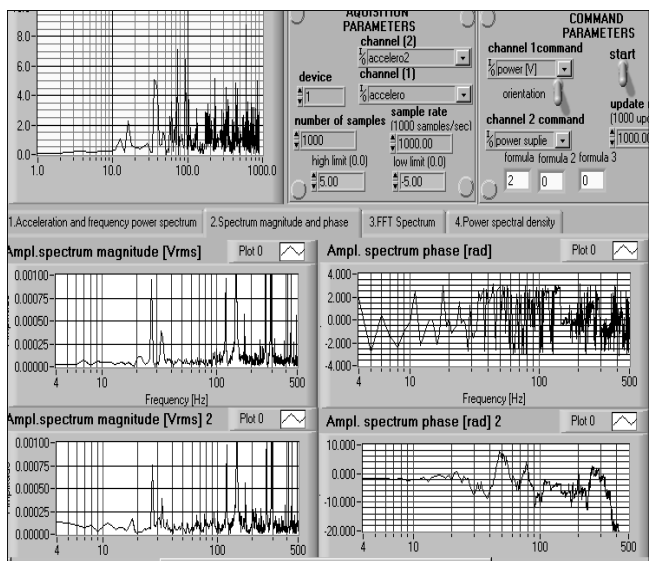 8.0-
6.0-
4.0-
2.0-
0.0-
1.0 10.0 100.0 1000.0
AQUISITION
PARAMETERS
channel (2)
accelero2
device
channel (1)
1
accelero
number of samples
sample rate
(1000 samples/sec)
1000
1000.00
high limit (0.0) low limit (0.0)
5.00 -5.00
COMMAND
PARAMETERS
channel 1command
start
power [V]
orientation
channel 2 command
update
(1000
power suplie
1000.00
formula formula 2 formula 3
2 0 0
1.Acceleration and frequency power spectrum 2.Spectrum magnitude and phase 3.FFT Spectrum 4.Power spectral density
Ampl.spectrum magnitude [Vrms] Plot 0
0.00100-
0.00075-
0.00050-
0.00025-
0.00000-
4 10 100 500
Frequency [Hz]
Ampl. spectrum phase [rad] Plot 0
4.000-
2.000-
0.000-
-2.000-
-4.000-
4 10 100 500
Frequency [Hz]
Ampl.spectrum magnitude [Vrms] 2 Plot 0
0.00100-
0.00075-
0.00050-
0.00025-
0.00000-
4 10 100 500
Ampl. spectrum phase [rad] 2 Plot 0
10.000-
0.000-
-10.000-
-20.000-
4 10 100 500